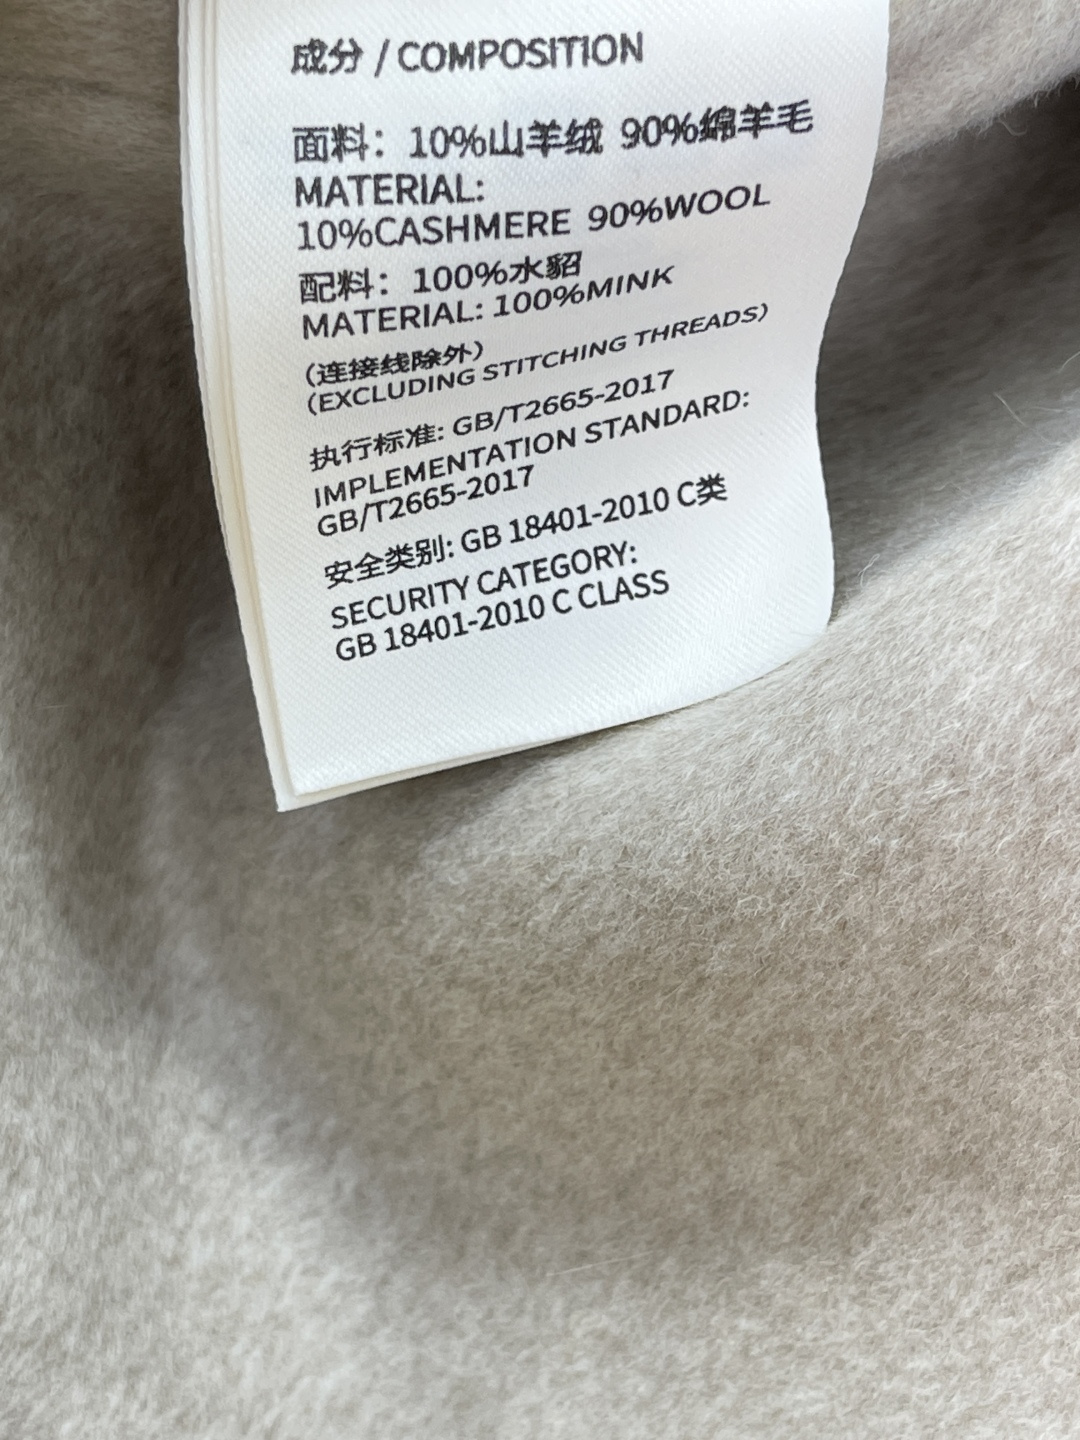 成分 / COMPOSITION
面料：10%山羊绒 90%绵羊毛
MATERIAL:
10%CASHMERE 90%WOOL
配料：100%水貂
MATERIAL: 100%MINK
（连接线除外）
(EXCLUDING STITCHING THREADS)
执行标准: GB/T2665-2017
IMPLEMENTATION STANDARD:
GB/T2665-2017
安全类别: GB 18401-2010 C类
SECURITY CATEGORY:
GB 18401-2010 C CLASS